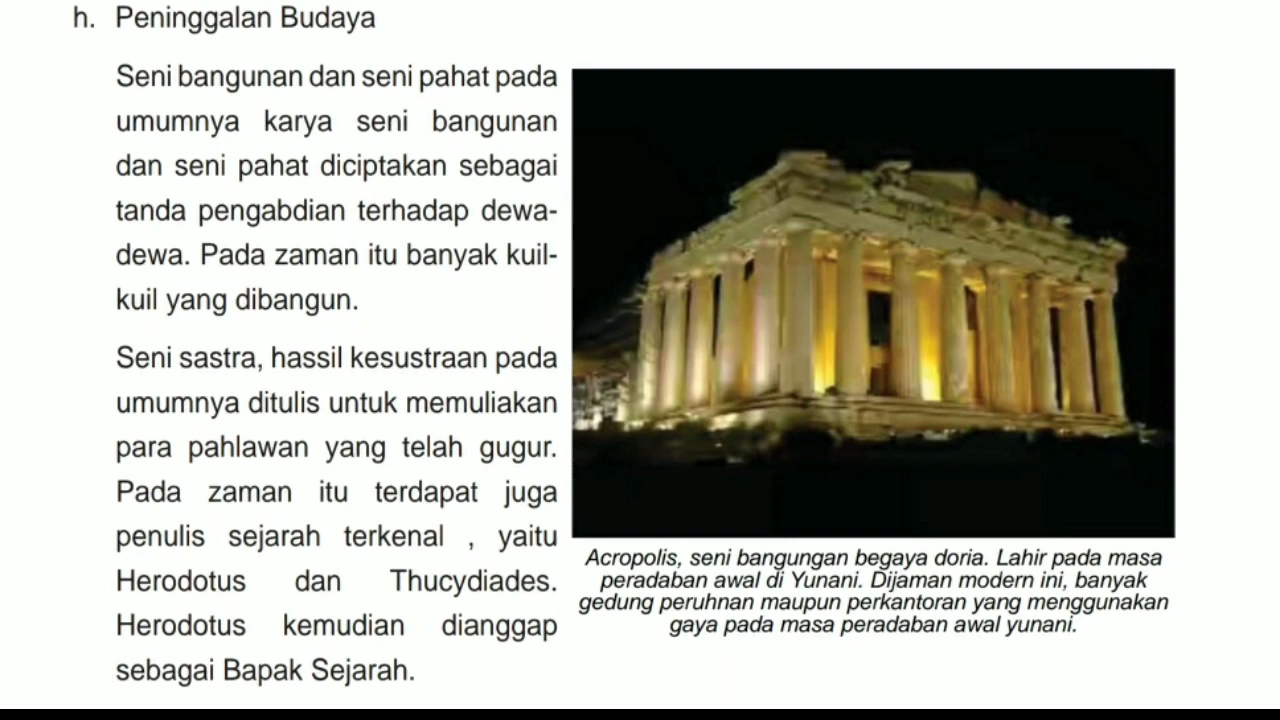 h. Peninggalan Budaya
Seni bangunan dan seni pahat pada
umumnya karya seni bangunan
dan seni pahat diciptakan sebagai
tanda pengabdian terhadap dewa-
dewa. Pada zaman itu banyak kuil-
kuil yang dibangun.
Seni sastra, hassil kesustraan pada
umumnya ditulis untuk memuliakan
para pahlawan yang telah gugur.
Pada zaman itu terdapat juga
penulis sejarah terkenal , yaitu
Herodotus dan Thucydiades.
Herodotus kemudian dianggap
sebagai Bapak Sejarah.
Acropolis, seni bangungan begaya doria. Lahir pada masa
peradaban awal di Yunani. Dijaman modern ini, banyak
gedung peruhnan maupun perkantoran yang menggunakan
gaya pada masa peradaban awal yunani.